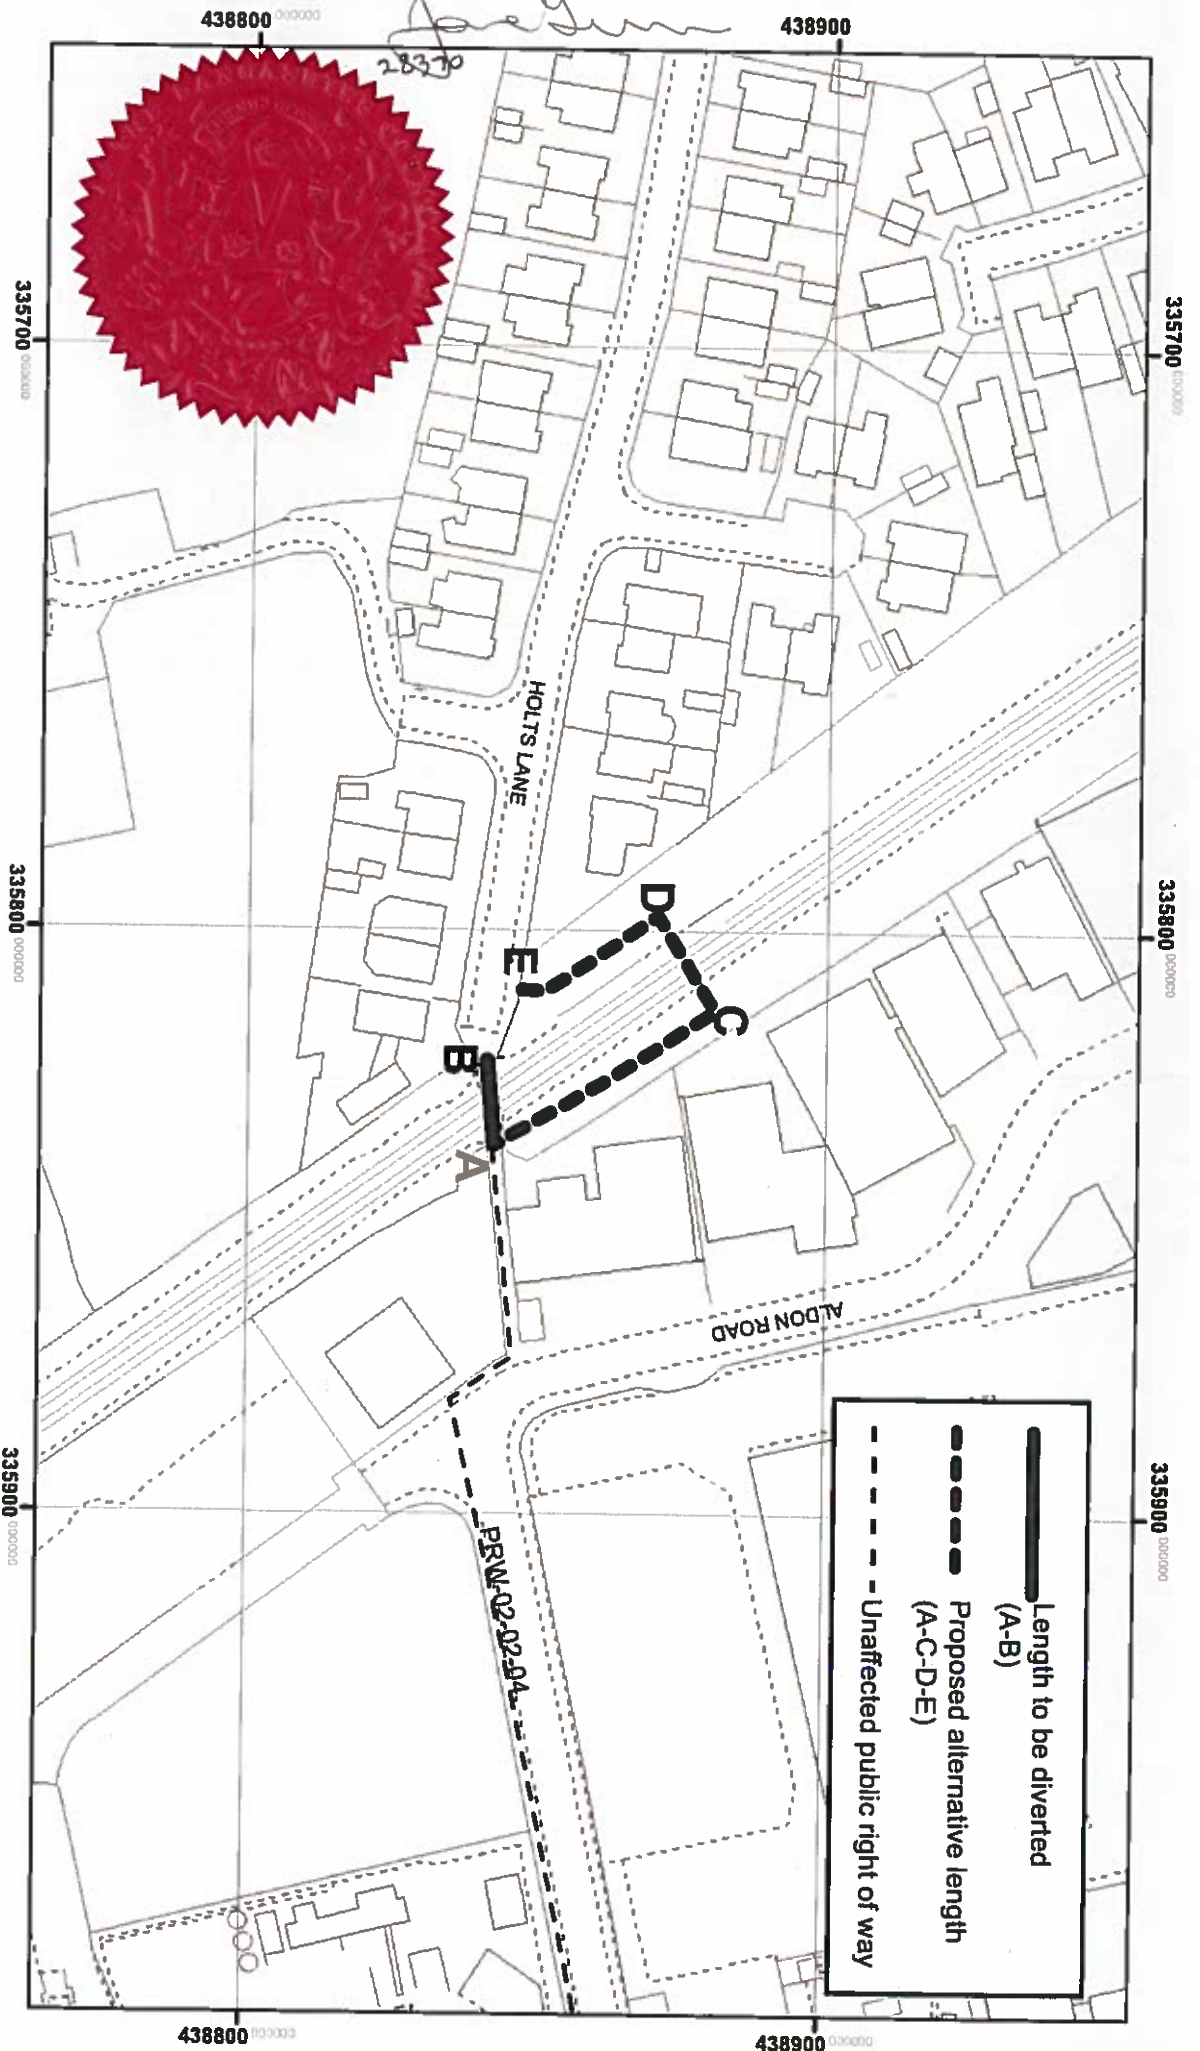 438800
438900
28370
335700
335700
HOLTS LANE
335800
335800
D
E
C
B
A
ALDON ROAD
Length to be diverted
(A-B)
Proposed alternative length
(A-C-D-E)
Unaffected public right of way
335900
335900
PRW-02-02-04
438800
438900